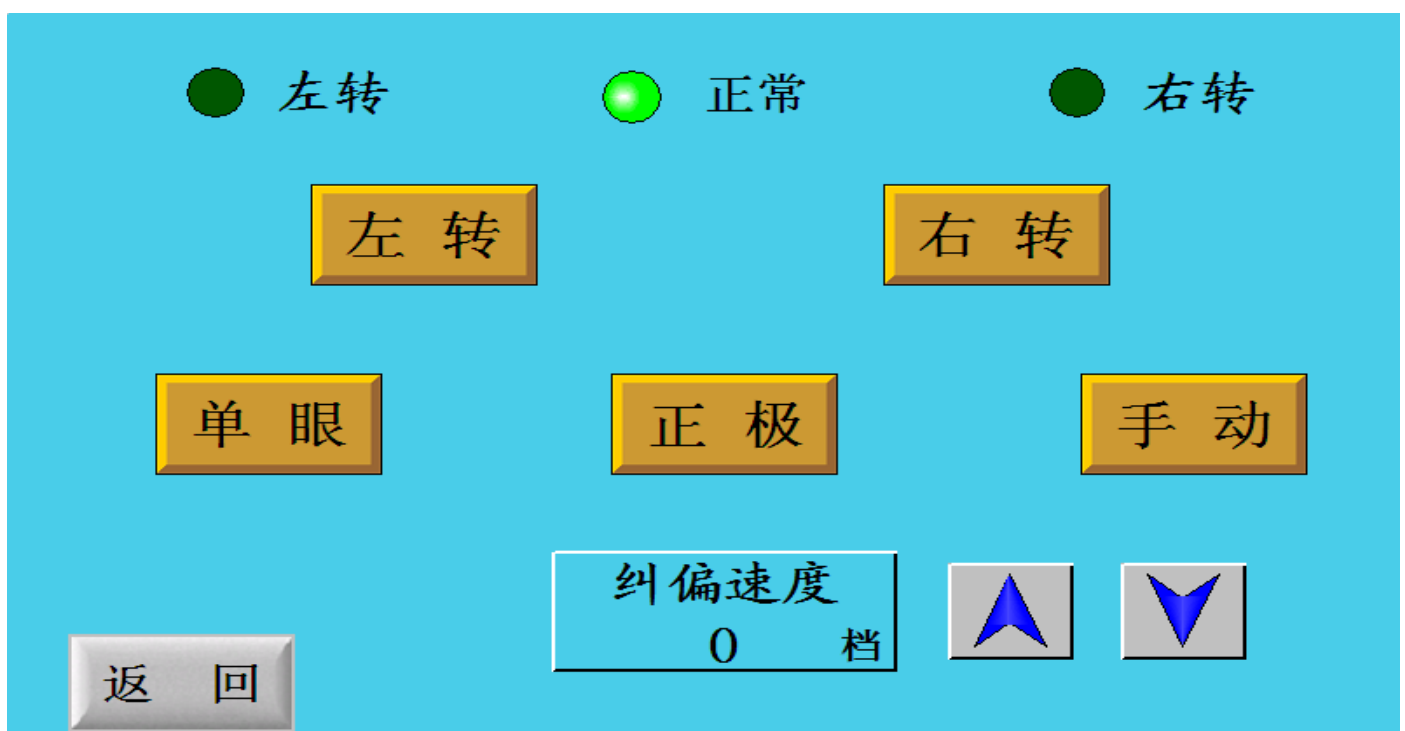 左转 正常 右转
左 转 右 转
单 眼 正 极 手 动
纠偏速度
0 档
返 回